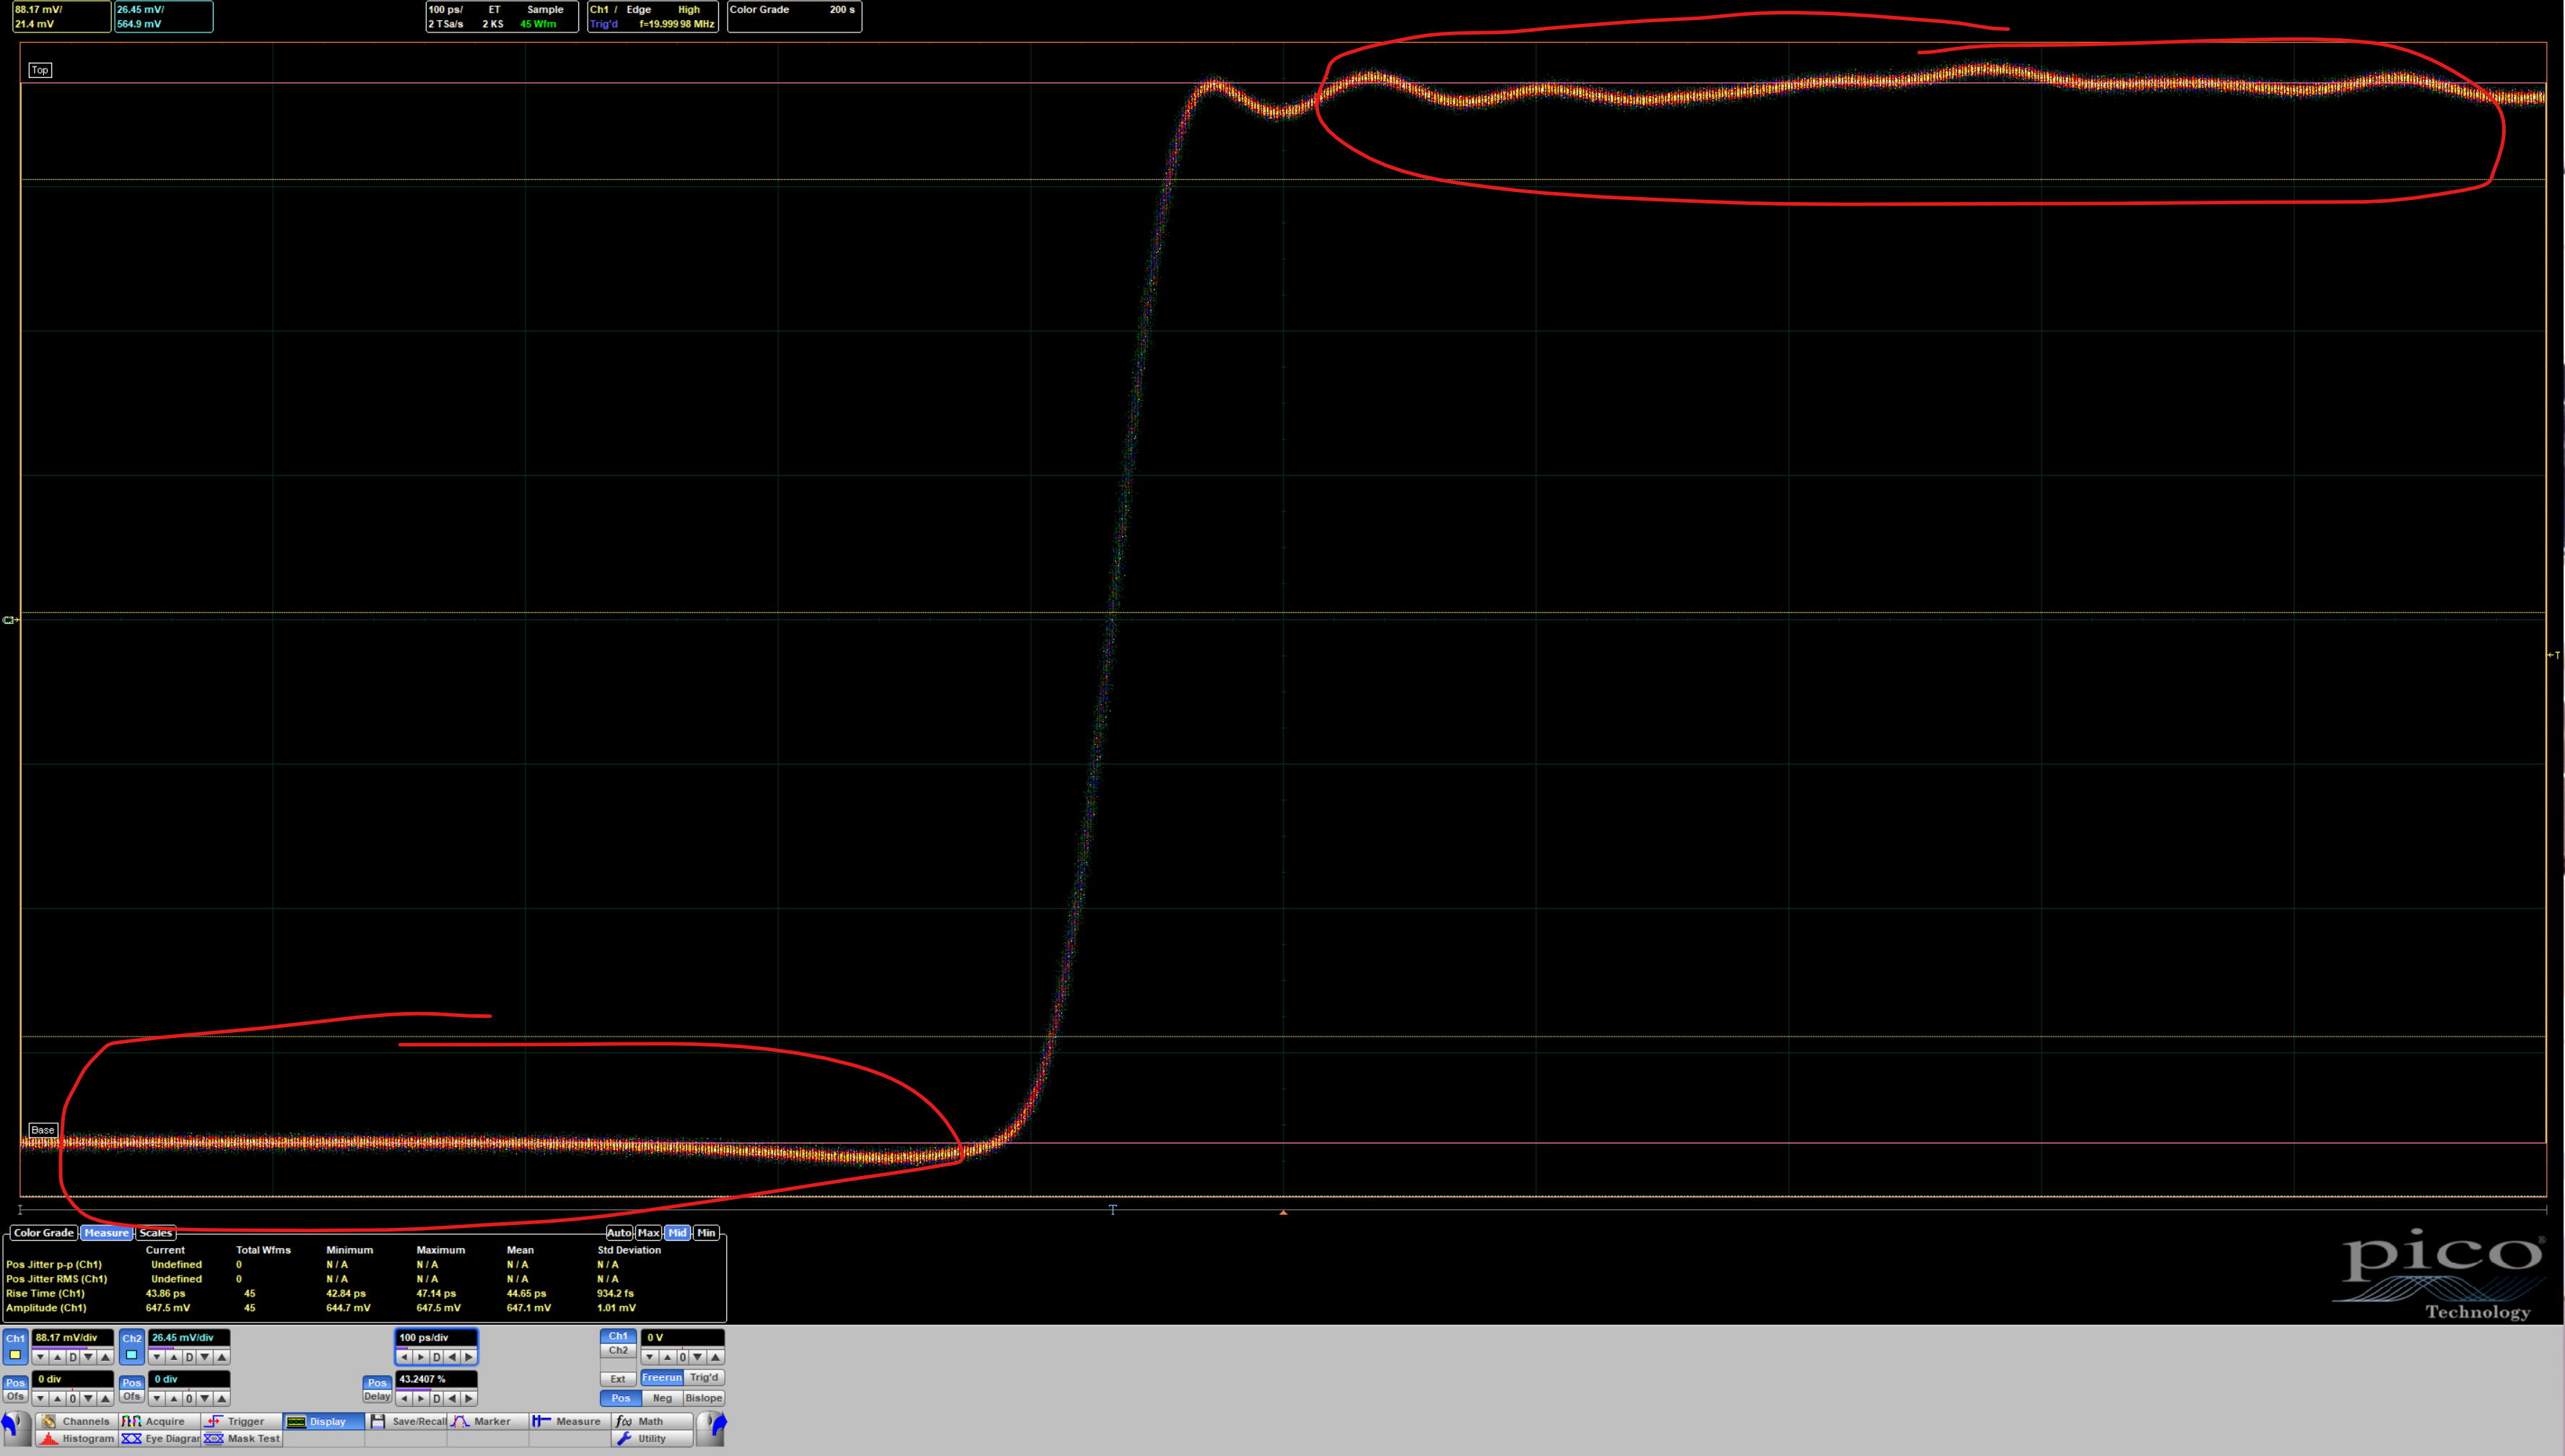 88.17 mV/ 26.45 mV/ 100 ps/ ET Sample Ch1 / Edge High Color Grade 200 s
21.4 mV 564.9 mV 2 TSa/s 2 KS 45 Wfm Trig'd f=19.999 98 MHz
Top
T
Base
T
Color Grade Measure Scales Auto Max Mid Min
Current Total Wfms Minimum Maximum Mean Std Deviation
Pos Jitter p-p (Ch1) Undefined 0 N / A N / A N / A N / A
Pos Jitter RMS (Ch1) Undefined 0 N / A N / A N / A N / A
Rise Time (Ch1) 43.86 ps 45 42.84 ps 47.14 ps 44.65 ps 934.2 fs
Amplitude (Ch1) 647.5 mV 45 644.7 mV 647.5 mV 647.1 mV 1.01 mV
pico®
Technology
Ch1 88.17 mV/div Ch2 26.45 mV/div 100 ps/div Ch1 0 V
D D D Ch2 0
Pos 0 div Pos 0 div Pos 43.2407 % Ext Freerun Trig'd
Ofs 0 Ofs 0 Delay D Pos Neg Bislope
Channels Acquire Trigger Display Save/Recall Marker Measure f(x) Math
Histogram Eye Diagrar Mask Test Utility